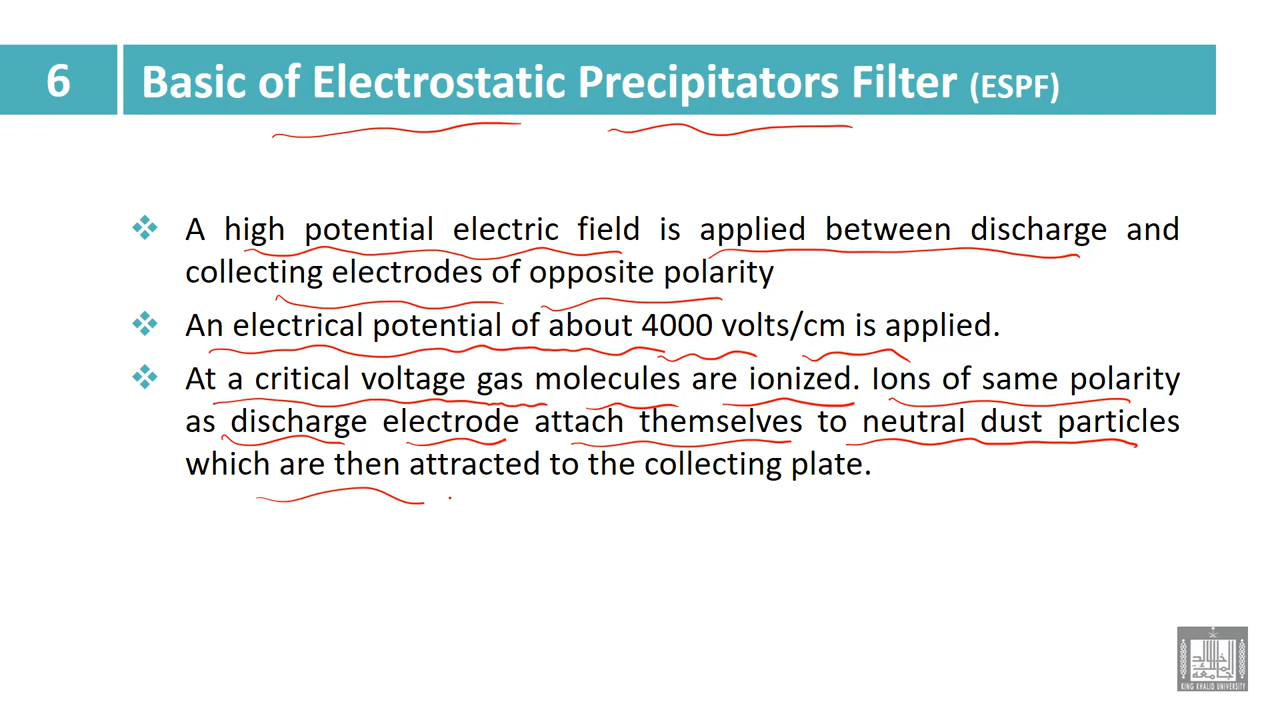 6
Basic of Electrostatic Precipitators Filter (ESPF)
A high potential electric field is applied between discharge and
collecting electrodes of opposite polarity
An electrical potential of about 4000 volts/cm is applied.
At a critical voltage gas molecules are ionized. Ions of same polarity
as discharge electrode attach themselves to neutral dust particles
which are then attracted to the collecting plate.
KING KHALID UNIVERSITY